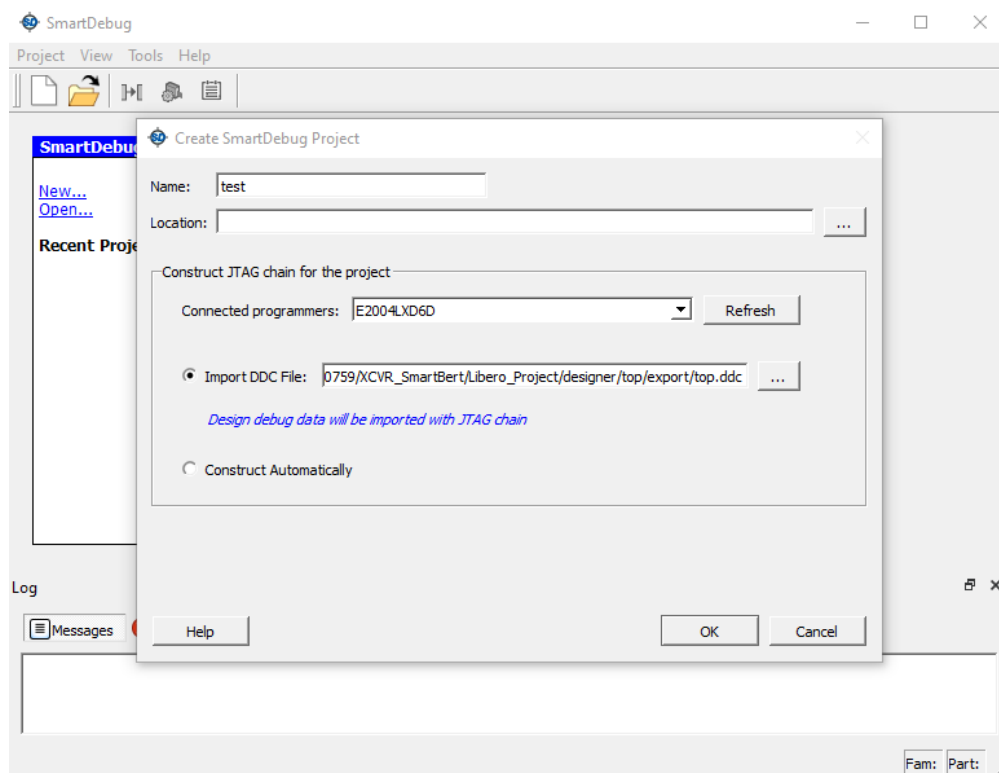 SmartDebug
Project View Tools Help
SmartDebug
New...
Open...
Create SmartDebug Project
Name: test
Location: ...
Construct JTAG chain for the project
Connected programmers: E2004LXD6D Refresh
Import DDC File: 0759/XCVR_SmartBert/Libero_Project/designer/top/export/top.ddc ...
Design debug data will be imported with JTAG chain
Construct Automatically
Help OK Cancel
Recent Proje
Log
Messages
Fam: Part: